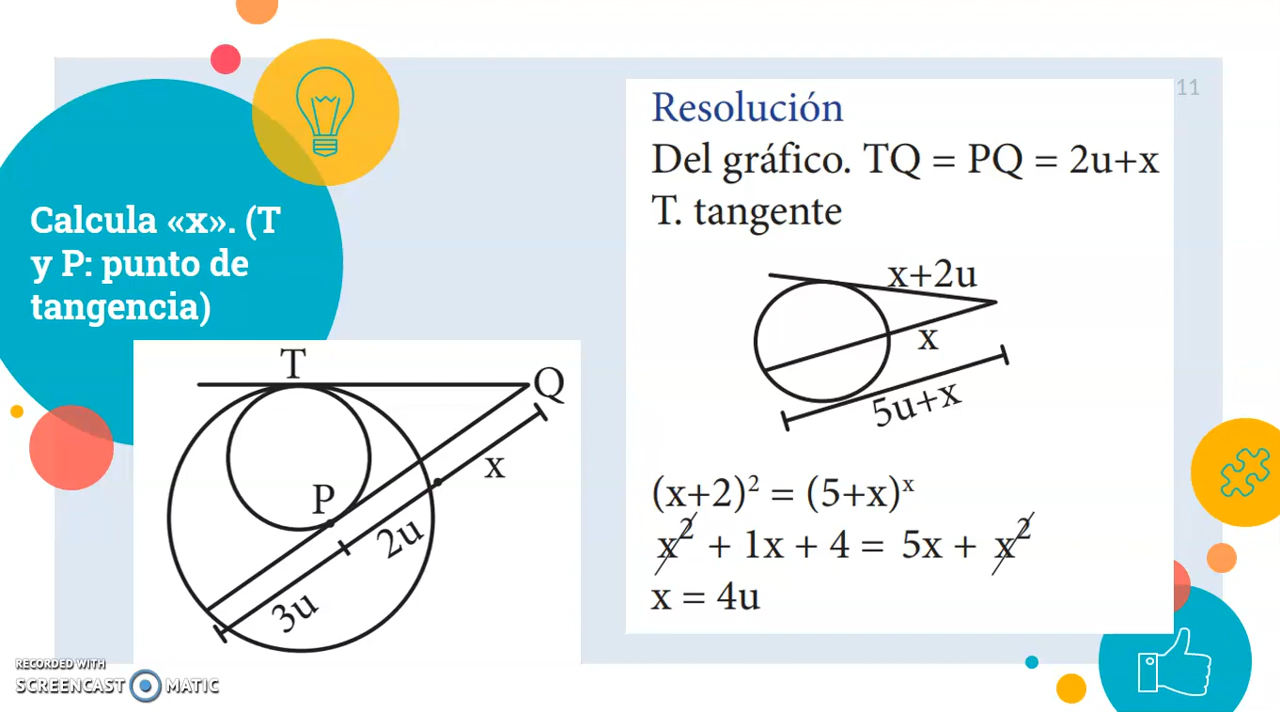 11
Calcula «x». (T
y P: punto de
tangencia)
T
Q
x
P
2u
3u
Resolución
Del gráfico. TQ = PQ = 2u+x
T. tangente
x+2u
x
5u+x
(x+2)² = (5+x)ˣ
x² + 1x + 4 = 5x + x²
x = 4u
RECORDED WITH
SCREENCAST MATIC